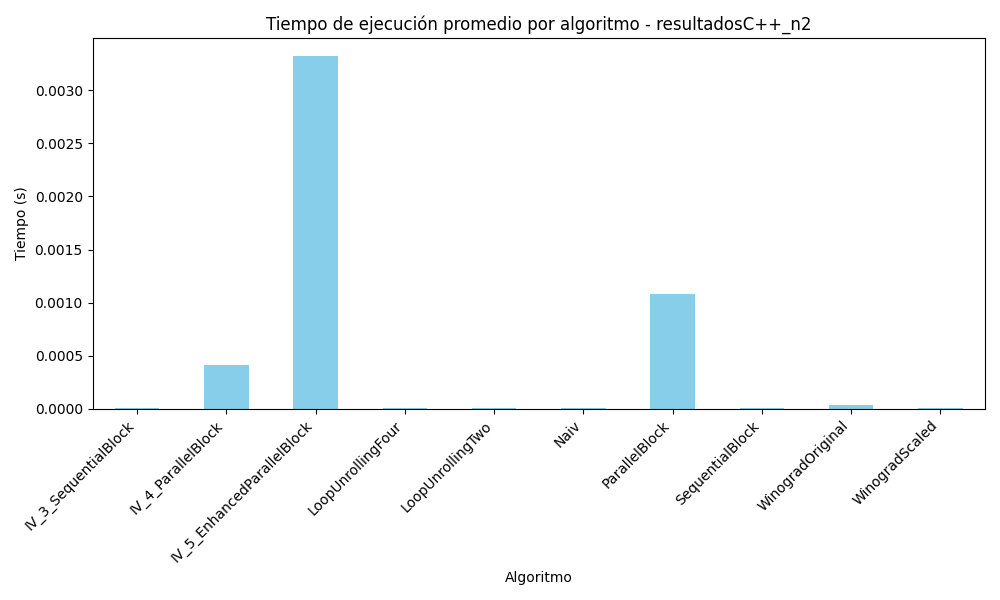 Tiempo de ejecución promedio por algoritmo - resultadosC++_n2
Tiempo (s)
0.0030
0.0025
0.0020
0.0015
0.0010
0.0005
0.0000
IV_3_SequentialBlock
IV_4_ParallelBlock
IV_5_EnhancedParallelBlock
LoopUnrollingFour
LoopUnrollingTwo
Naiv
ParallelBlock
SequentialBlock
WinogradOriginal
WinogradScaled
Algoritmo